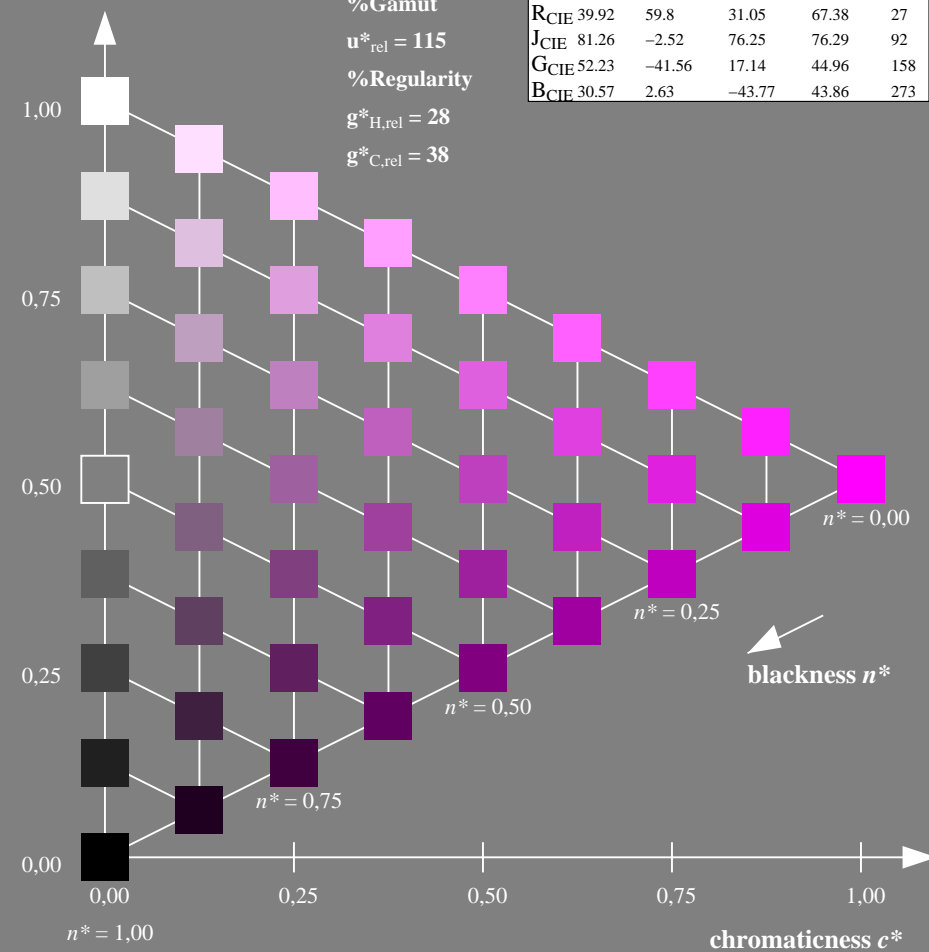 %Gamut
u*rel = 115
%Regularity
g*H,rel = 28
g*C,rel = 38
RCIE 39.92 59.8 31.05 67.38 27
JCIE 81.26 −2.52 76.25 76.29 92
GCIE 52.23 −41.56 17.14 44.96 158
BCIE 30.57 2.63 −43.77 43.86 273
1,00
0,75
0,50
0,25
0,00
n* = 0,00
n* = 0,25
blackness n*
n* = 0,50
n* = 0,75
0,00 0,25 0,50 0,75 1,00
n* = 1,00
chromaticness c*